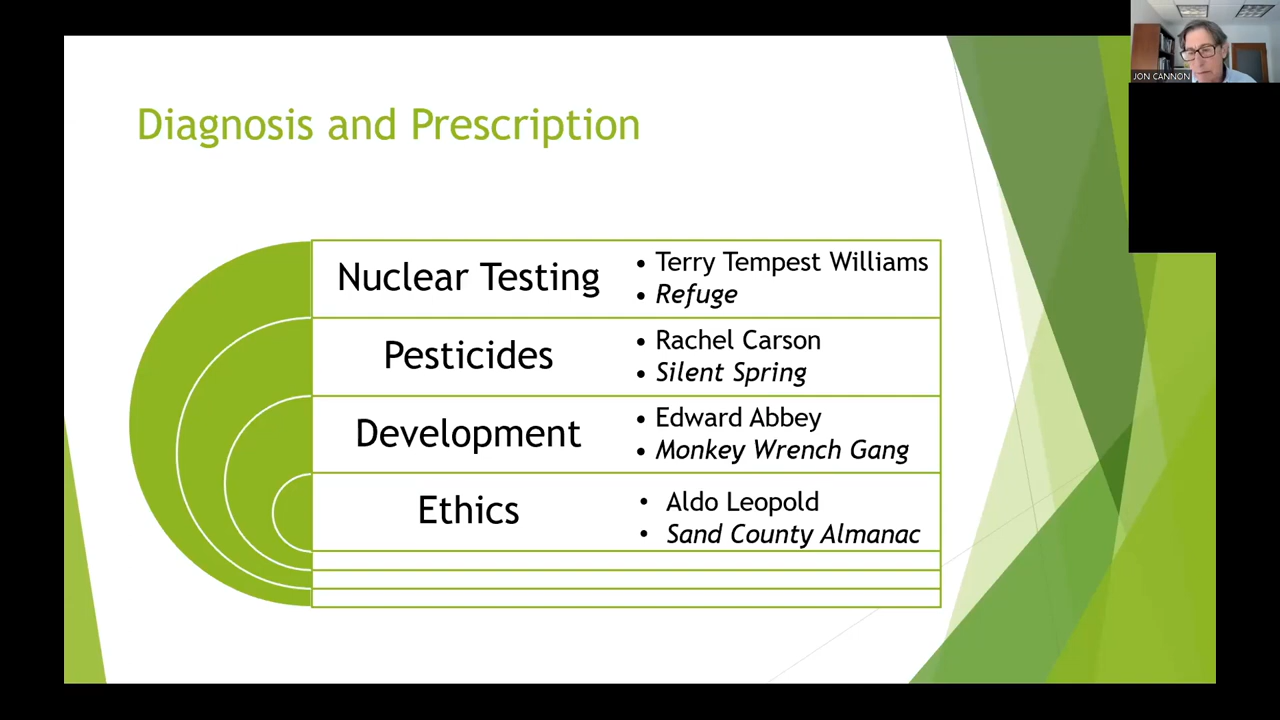 JON CANNON
Diagnosis and Prescription
Nuclear Testing
• Terry Tempest Williams
• Refuge
Pesticides
• Rachel Carson
• Silent Spring
Development
• Edward Abbey
• Monkey Wrench Gang
Ethics
• Aldo Leopold
• Sand County Almanac